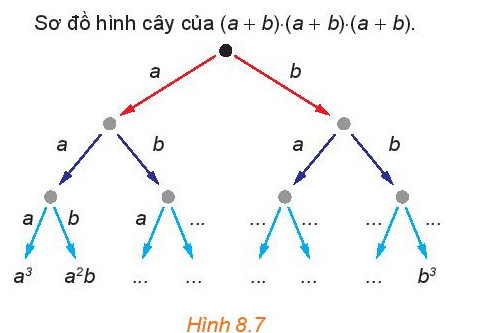 Sơ đồ hình cây của (a + b)·(a + b)·(a + b).
a b
a b a b
a b a ... ... ... ... ...
a³ a²b ... ... ... ... ... b³
Hình 8.7